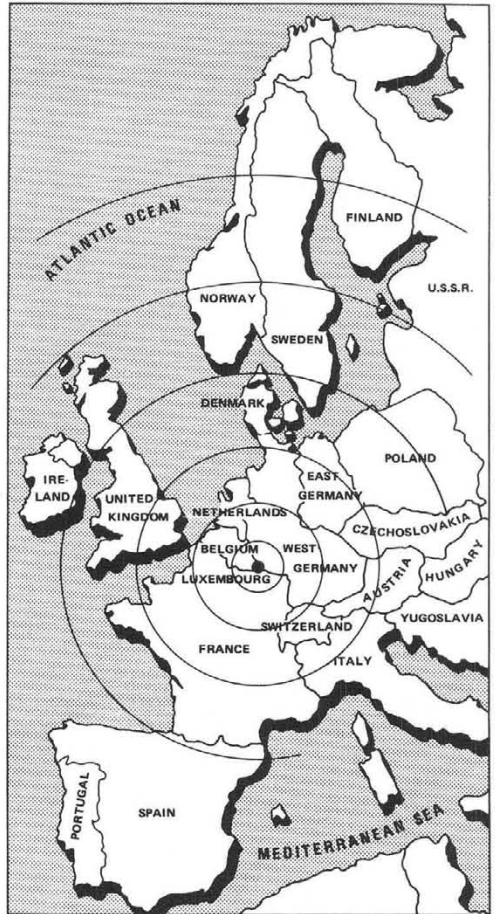 ATLANTIC OCEAN
FINLAND
U.S.S.R.
NORWAY
SWEDEN
DENMARK
POLAND
IRE-
LAND
UNITED
KINGDOM
EAST
GERMANY
NETHERLANDS
CZECHOSLOVAKIA
BELGIUM
WEST
GERMANY
LUXEMBOURG
AUSTRIA
HUNGARY
SWITZERLAND
YUGOSLAVIA
FRANCE
ITALY
PORTUGAL
SPAIN
MEDITERRANEAN SEA